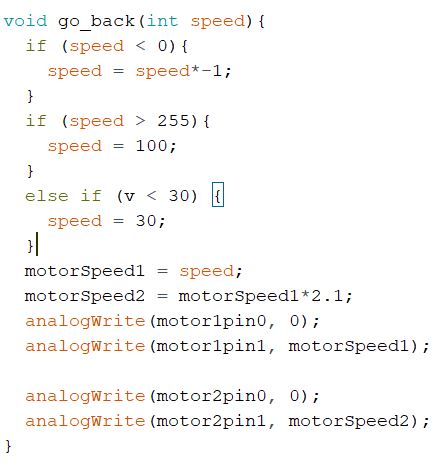 void go_back(int speed){
  if (speed < 0){
    speed = speed*-1;
  }
  if (speed > 255){
    speed = 100;
  }
  else if (v < 30) {
    speed = 30;
  }
  motorSpeed1 = speed;
  motorSpeed2 = motorSpeed1*2.1;
  analogWrite(motor1pin0, 0);
  analogWrite(motor1pin1, motorSpeed1);

  analogWrite(motor2pin0, 0);
  analogWrite(motor2pin1, motorSpeed2);
}